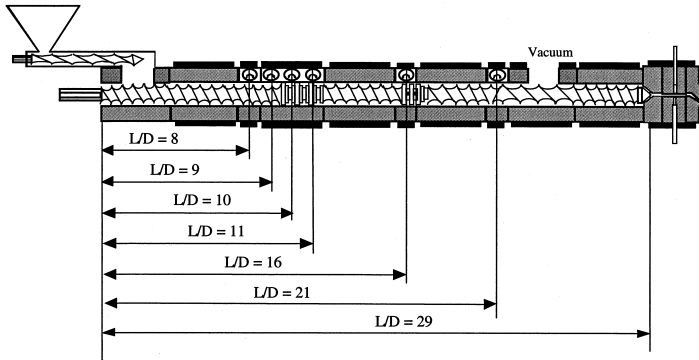 Vacuum
L/D = 8
L/D = 9
L/D = 10
L/D = 11
L/D = 16
L/D = 21
L/D = 29